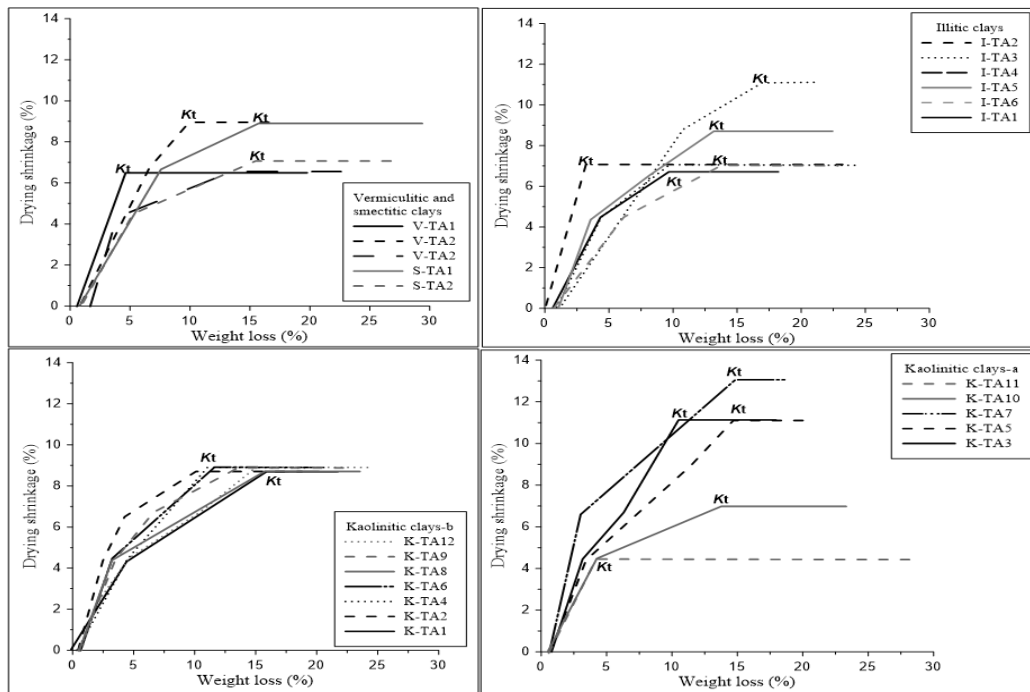 14
12
10
8
6
4
2
0
Drying shrinkage (%)
Kt
Kt
Kt
Kt
Vermiculitic and
smectitic clays
V-TA1
V-TA2
V-TA2
S-TA1
S-TA2
0 5 10 15 20 25 30
Weight loss (%)
14
12
10
8
6
4
2
0
Drying shrinkage (%)
Illitic clays
I-TA2
I-TA3
I-TA4
I-TA5
I-TA6
I-TA1
Kt
Kt
Kt
Kt
Kt
0 5 10 15 20 25 30
Weight loss (%)
14
12
10
8
6
4
2
0
Drying shrinkage (%)
Kt
Kt
Kaolinitic clays-b
K-TA12
K-TA9
K-TA8
K-TA6
K-TA4
K-TA2
K-TA1
0 5 10 15 20 25 30
Weight loss (%)
14
12
10
8
6
4
2
0
Drying shrinkage (%)
Kaolinitic clays-a
K-TA11
K-TA10
K-TA7
K-TA5
K-TA3
Kt
Kt
Kt
Kt
Kt
0 5 10 15 20 25 30
Weight loss (%)